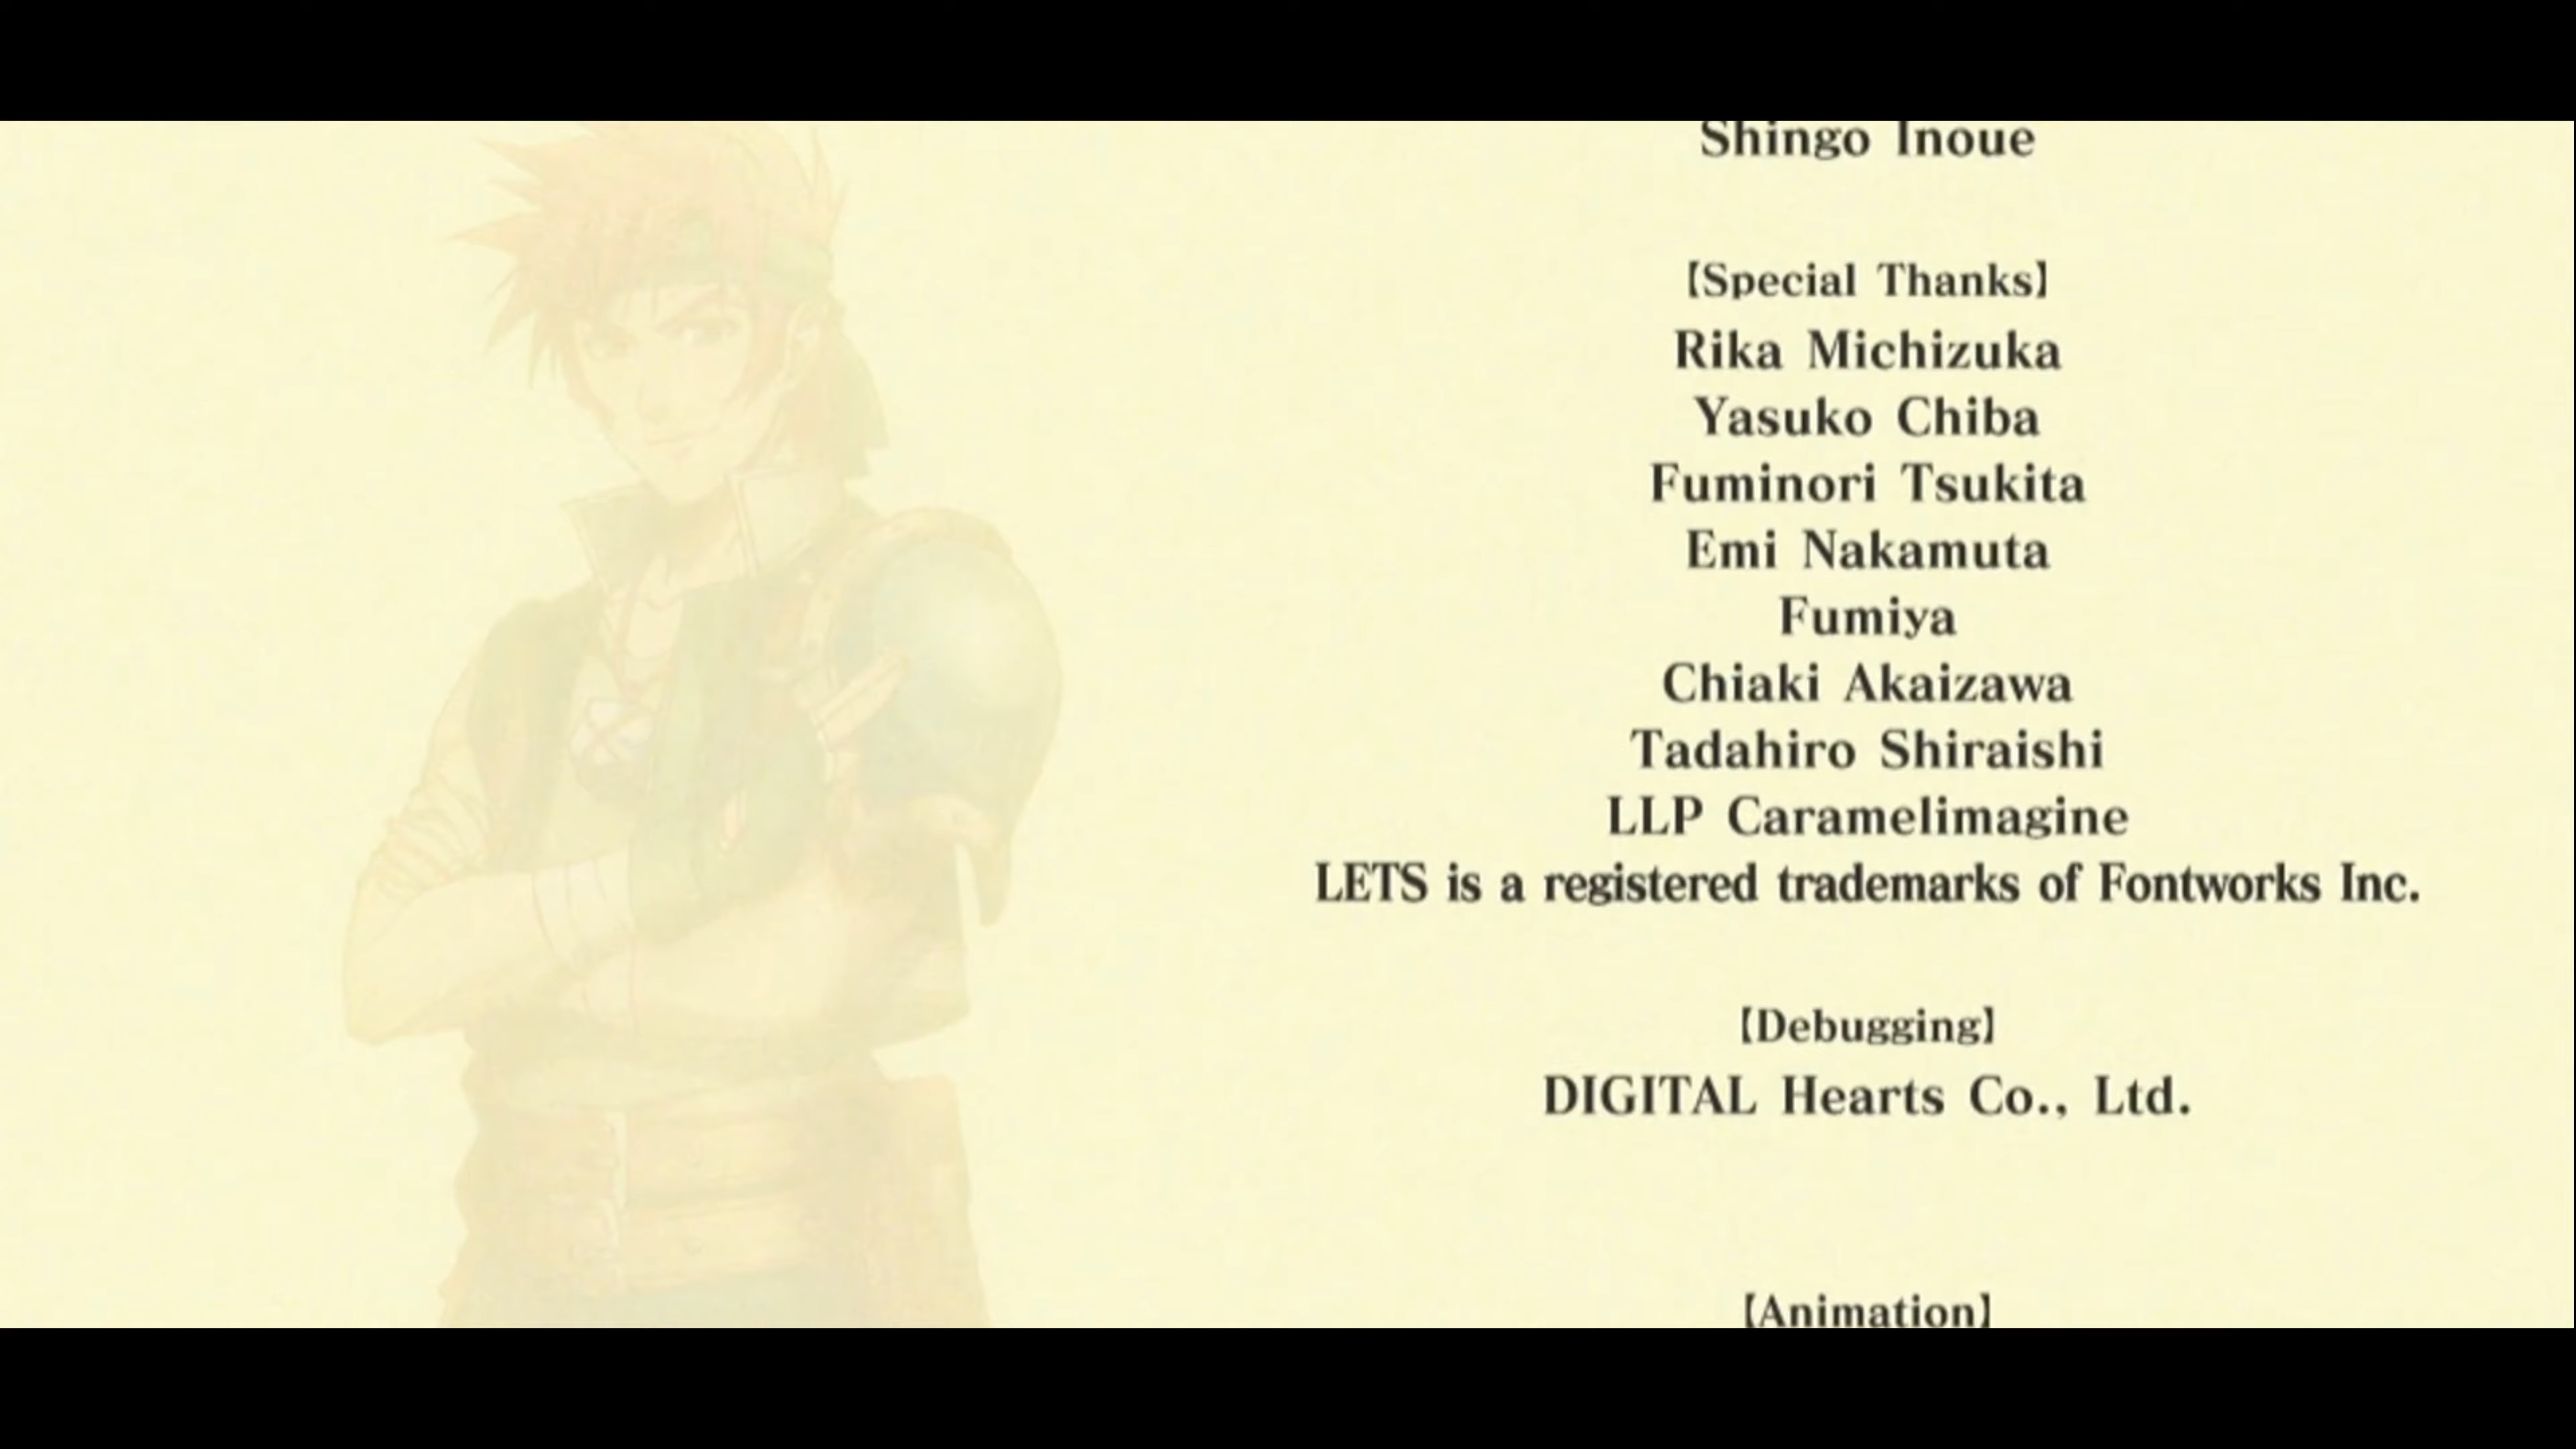 Shingo Inoue
【Special Thanks】
Rika Michizuka
Yasuko Chiba
Fuminori Tsukita
Emi Nakamuta
Fumiya
Chiaki Akaizawa
Tadahiro Shiraishi
LLP Caramelimagine
LETS is a registered trademarks of Fontworks Inc.
【Debugging】
DIGITAL Hearts Co., Ltd.
【Animation】